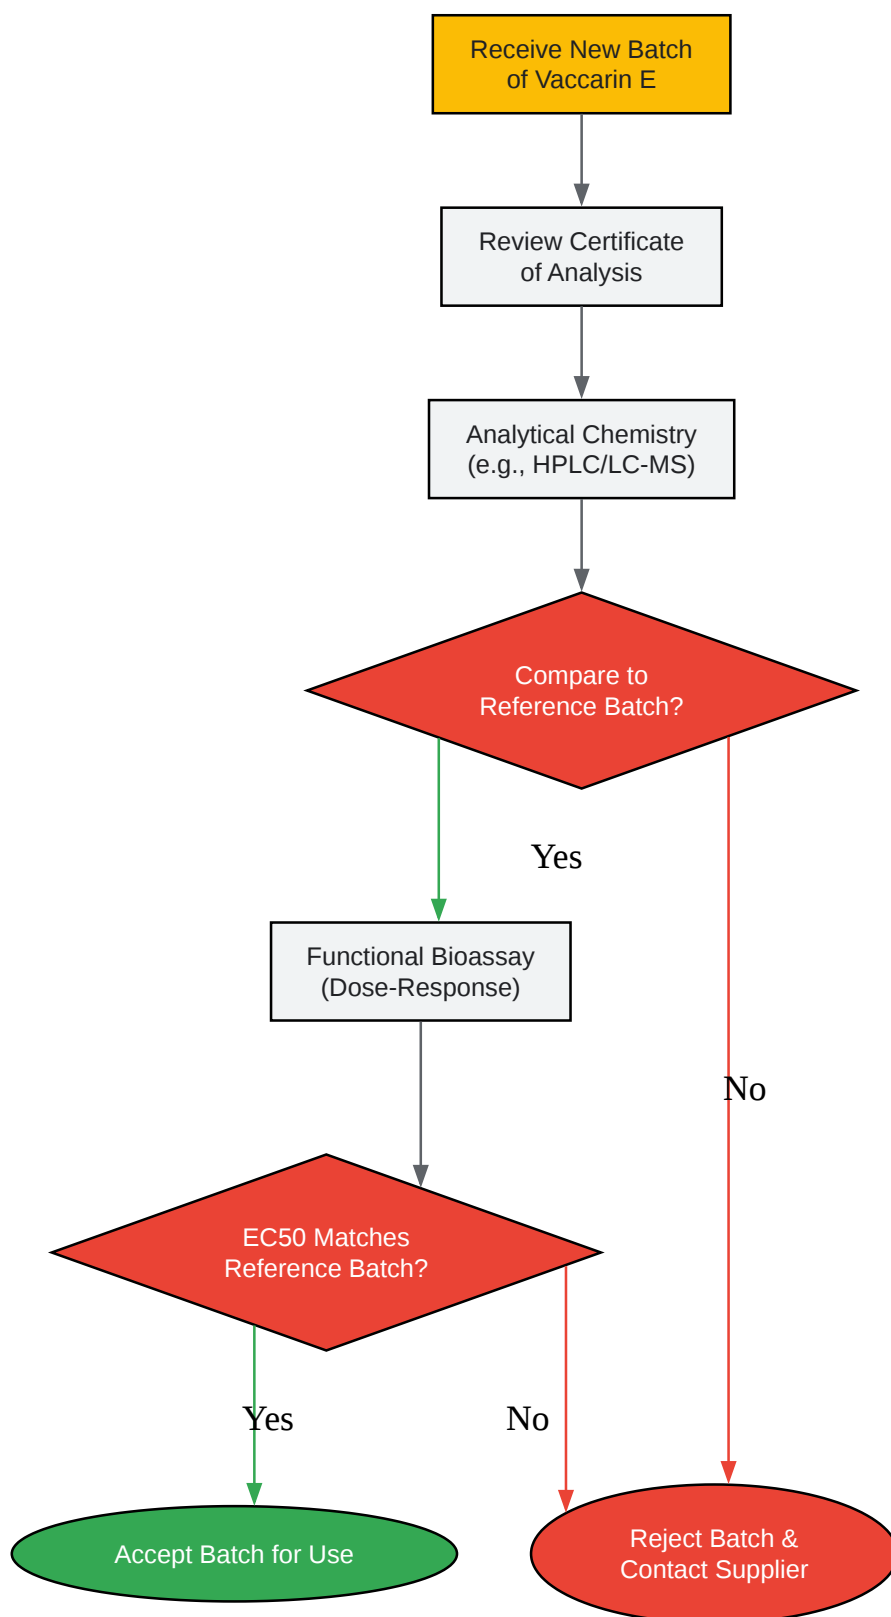 Receive New Batch
of Vaccarin E
Review Certificate
of Analysis
Analytical Chemistry
(e.g., HPLC/LC-MS)
Compare to
Reference Batch?
Yes
Functional Bioassay
(Dose-Response)
No
EC50 Matches
Reference Batch?
Yes
No
Accept Batch for Use
Reject Batch &
Contact Supplier